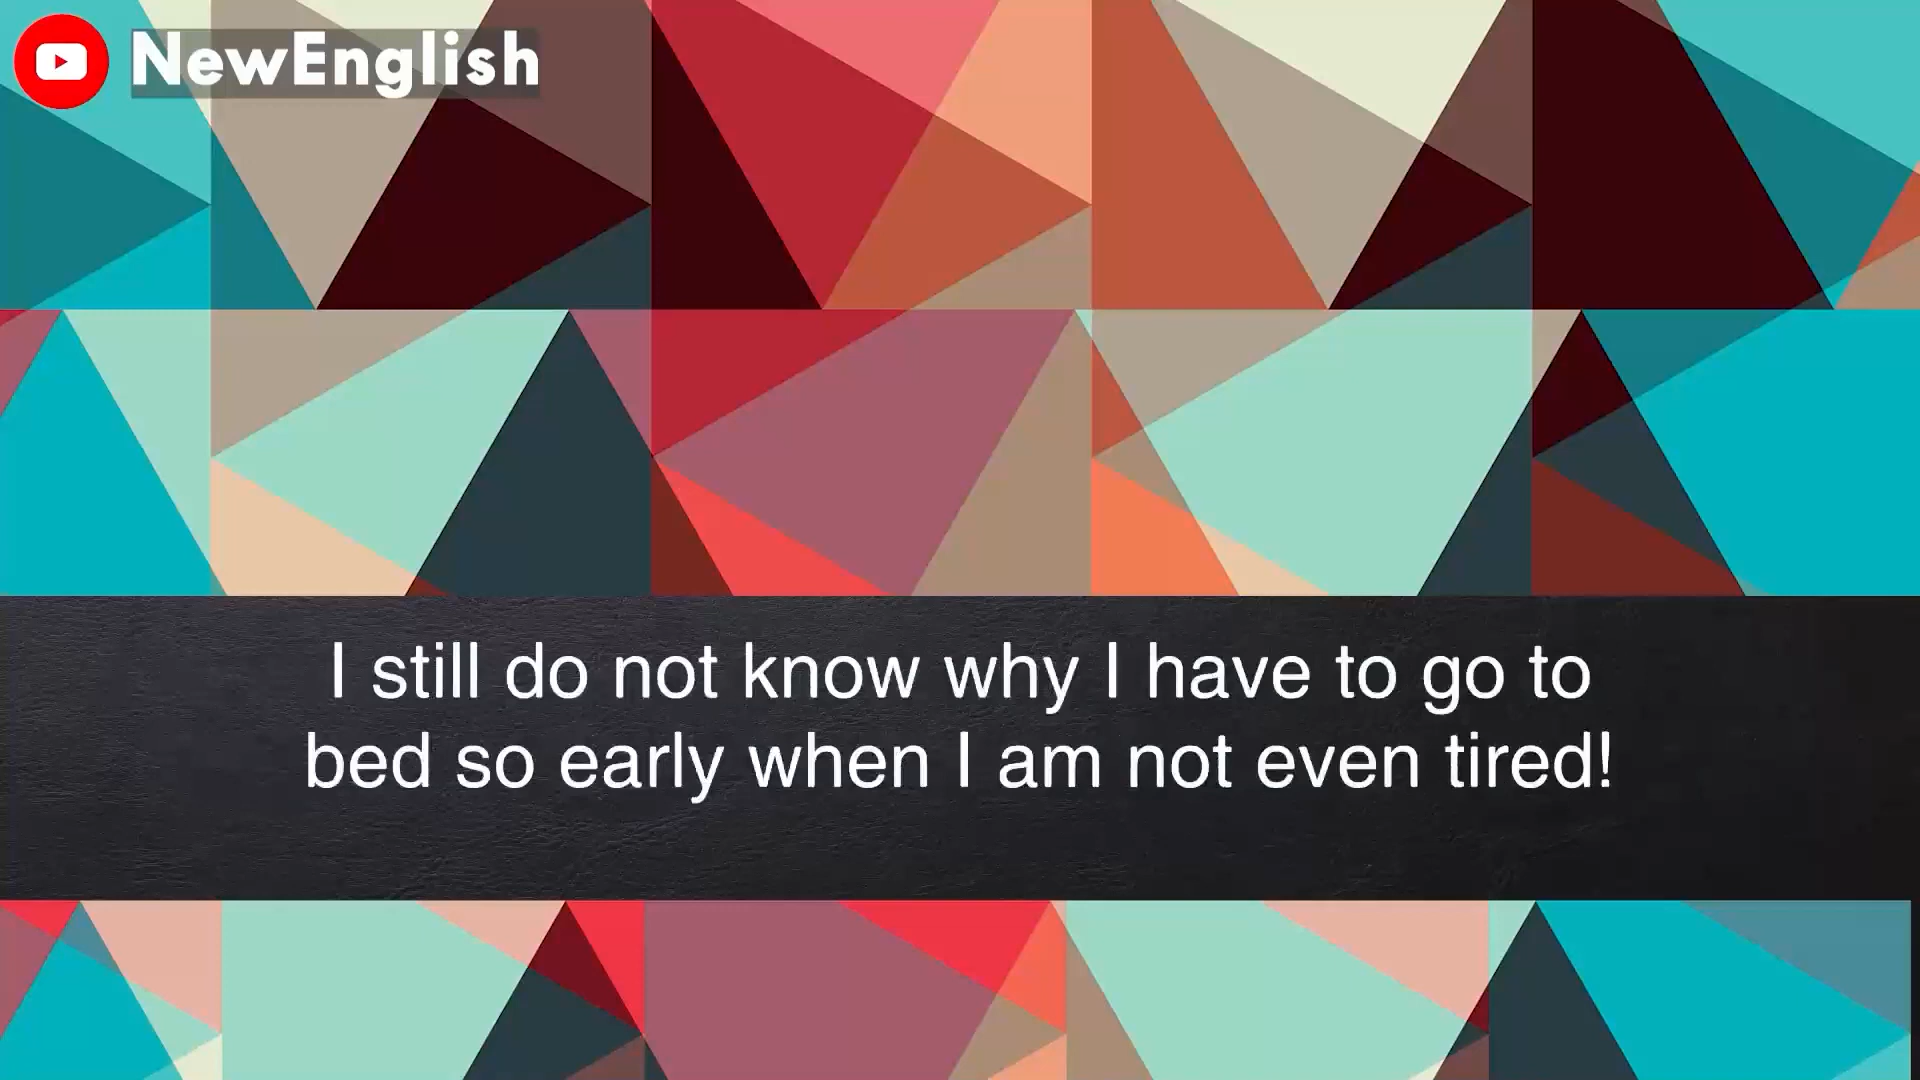 NewEnglish
I still do not know why I have to go to
bed so early when I am not even tired!